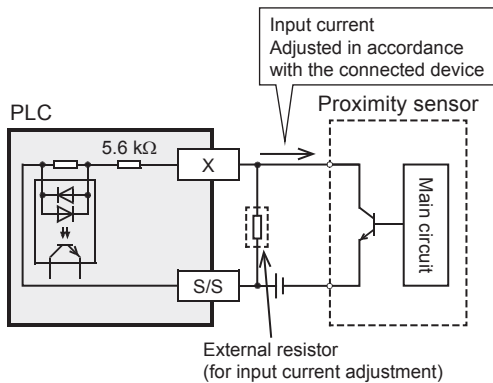 Input current
Adjusted in accordance
with the connected device
Proximity sensor
PLC
5.6 kΩ
X
Main circuit
S/S
External resistor
(for input current adjustment)